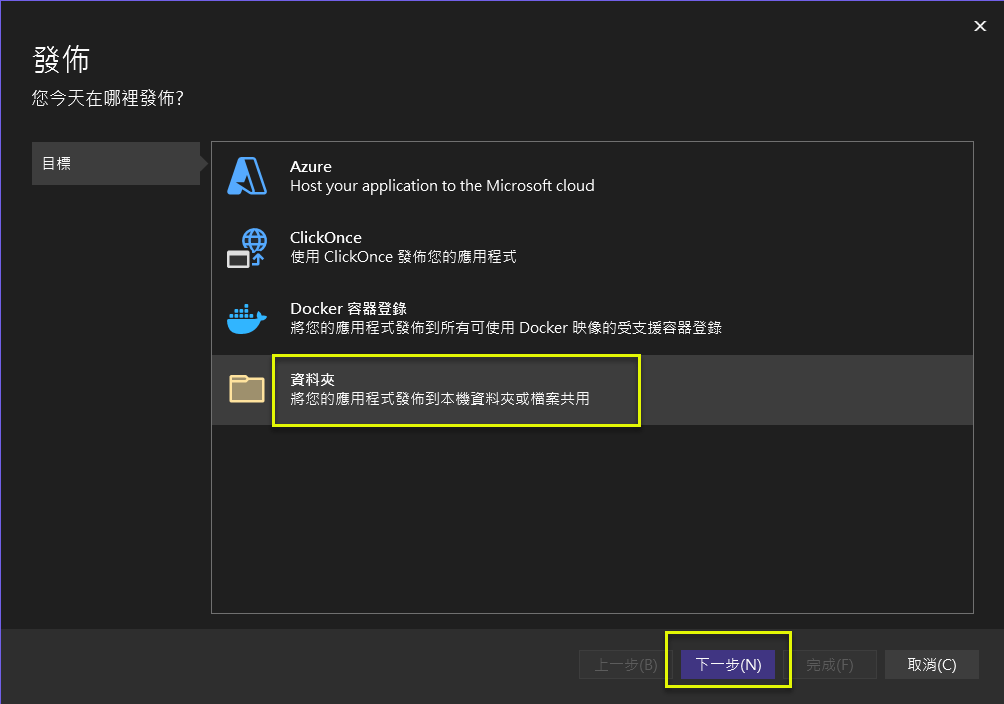 發佈
您今天在哪裡發佈?
目標
Azure
Host your application to the Microsoft cloud
ClickOnce
使用 ClickOnce 發佈您的應用程式
Docker 容器登錄
將您的應用程式發佈到所有可使用 Docker 映像的受支援容器登錄
資料夾
將您的應用程式發佈到本機資料夾或檔案共用
上一步(B)
下一步(N)
完成(F)
取消(C)